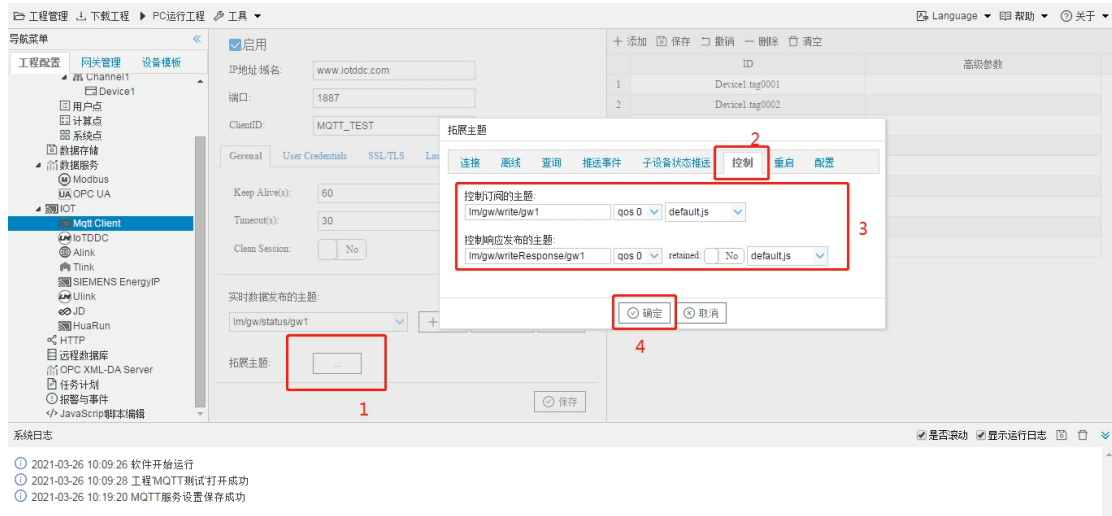 工程管理 下载工程 PC运行工程 工具 Language 帮助 关于
导航菜单
工程配置 网关管理 设备模板
Channel1
Device1
用户点
计算点
系统点
数据存储
数据服务
Modbus
UA OPC UA
IOT
Mqtt Client
IoTDDC
Alink
Tlink
SIEMENS EnergyIP
Ulink
JD
HuaRun
HTTP
远程数据库
OPC XML-DA Server
任务计划
报警与事件
JavaScrip脚本编辑
启用
IP地址\域名: www.iotddc.com
端口: 1887
ClientID: MQTT_TEST
Gerenal User Credentials SSL/TLS Las
Keep Alive(s): 60
Timeout(s): 30
Clean Session: No
实时数据发布的主题:
lm/gw/status/gw1
拓展主题: ...
1
保存
添加 保存 撤销 删除 清空
ID 高级参数
1 Device1.tag0001
2 Device1.tag0002
拓展主题
2
连接 离线 查询 推送事件 子设备状态推送 控制 重启 配置
控制订阅的主题:
lm/gw/write/gw1 qos 0 default.js
3
控制响应发布的主题:
lm/gw/writeResponse/gw1 qos 0 retained: No default.js
确定 取消
4
系统日志 是否滚动 显示运行日志
2021-03-26 10:09:26 软件开始运行
2021-03-26 10:09:28 工程'MQTT测试'打开成功
2021-03-26 10:19:20 MQTT服务设置保存成功